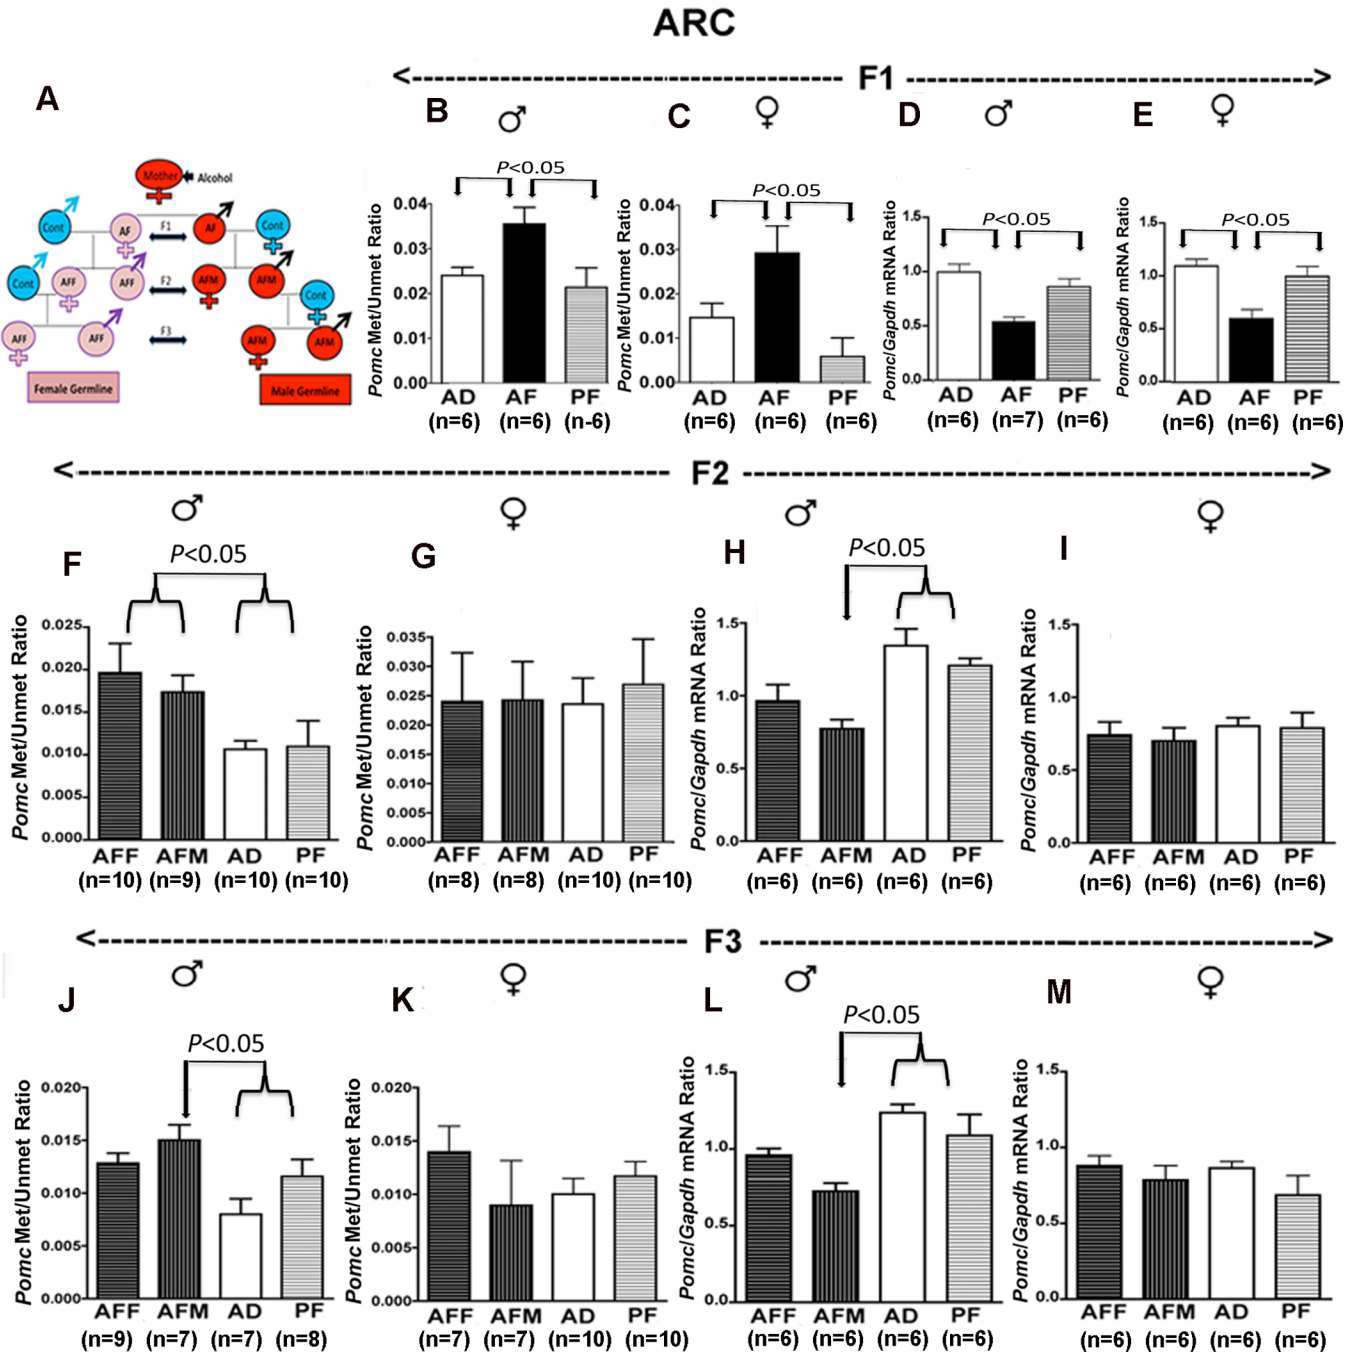 ARC
F1
A
Mother
Alcohol
Cont
AF
F1
AF
Cont
Cont
AFF
AFF
F2
AFM
AFM
Cont
AFF
AFF
F3
AFM
AFM
Female Germline
Male Germline
B
♂
P<0.05
Pomc Met/Unmet Ratio
0.04
0.03
0.02
0.01
0.00
AD AF PF
(n=6) (n=6) (n-6)
C
♀
P<0.05
Pomc Met/Unmet Ratio
0.04
0.03
0.02
0.01
0.00
AD AF PF
(n=6) (n=6) (n=6)
D
♂
P<0.05
Pomc/Gapdh mRNA Ratio
1.5
1.0
0.5
0.0
AD AF PF
(n=6) (n=7) (n=6)
E
♀
P<0.05
Pomc/Gapdh mRNA Ratio
1.5
1.0
0.5
0.0
AD AF PF
(n=6) (n=6) (n=6)
F2
F
♂
P<0.05
Pomc Met/Unmet Ratio
0.025
0.020
0.015
0.010
0.005
0.000
AFF AFM AD PF
(n=10) (n=9) (n=10) (n=10)
G
♀
Pomc Met/Unmet Ratio
0.035
0.030
0.025
0.020
0.015
0.010
0.005
0.000
AFF AFM AD PF
(n=8) (n=8) (n=10) (n=10)
H
♂
P<0.05
Pomc/Gapdh mRNA Ratio
1.5
1.0
0.5
0.0
AFF AFM AD PF
(n=6) (n=6) (n=6) (n=6)
I
♀
Pomc/Gapdh mRNA Ratio
1.5
1.0
0.5
0.0
AFF AFM AD PF
(n=6) (n=6) (n=6) (n=6)
F3
J
♂
P<0.05
Pomc Met/Unmet Ratio
0.020
0.015
0.010
0.005
0.000
AFF AFM AD PF
(n=9) (n=7) (n=7) (n=8)
K
♀
Pomc Met/Unmet Ratio
0.020
0.015
0.010
0.005
0.000
AFF AFM AD PF
(n=7) (n=7) (n=10) (n=10)
L
♂
P<0.05
Pomc/Gapdh mRNA Ratio
1.5
1.0
0.5
0.0
AFF AFM AD PF
(n=6) (n=6) (n=6) (n=6)
M
♀
Pomc/Gapdh mRNA Ratio
1.5
1.0
0.5
0.0
AFF AFM AD PF
(n=6) (n=6) (n=6) (n=6)